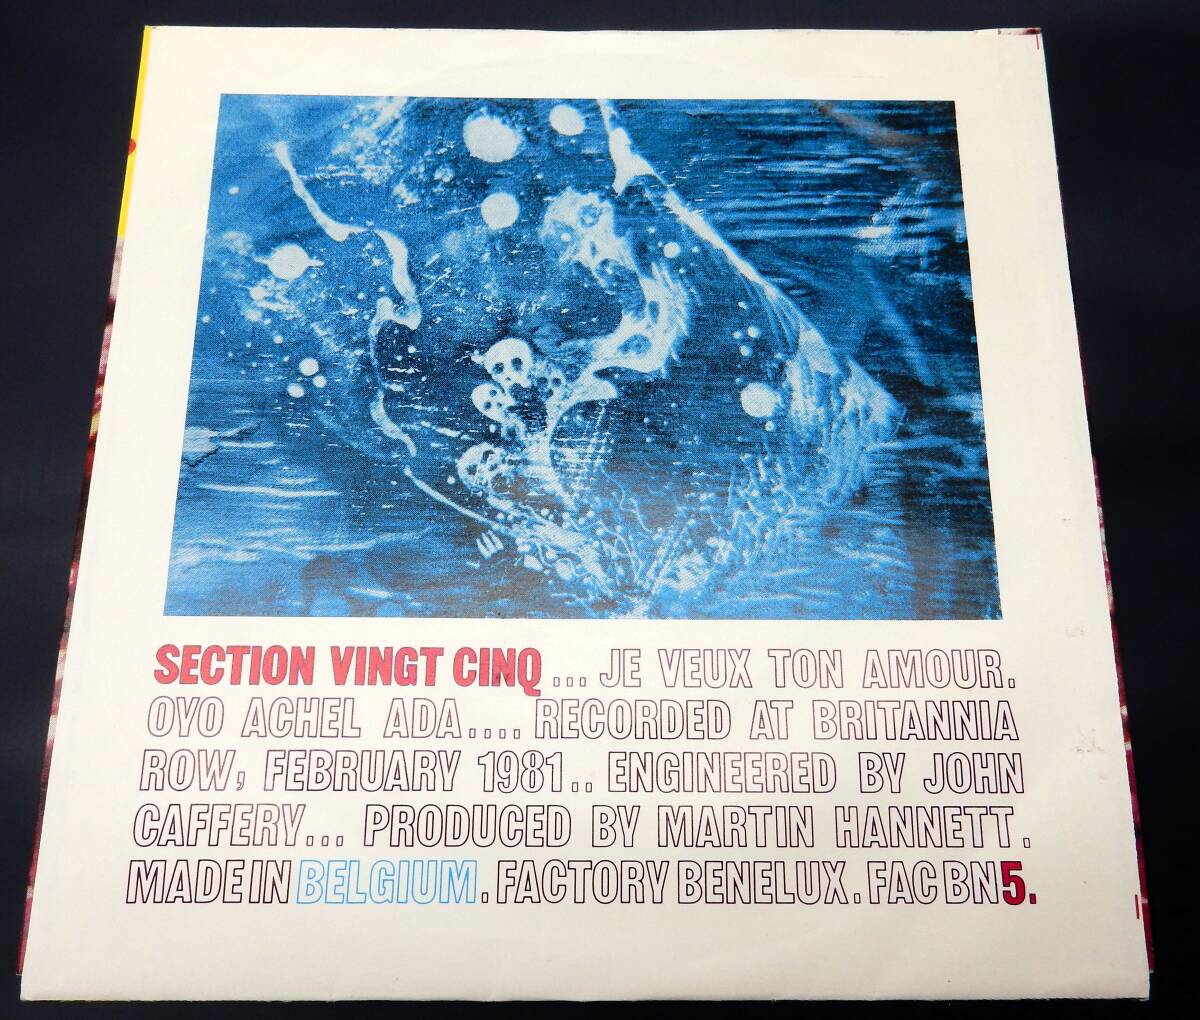 SECTION VINGT CINQ ... JE VEUX TON AMOUR.
OYO ACHEL ADA.... RECORDED AT BRITANNIA
ROW, FEBRUARY 1981.. ENGINEERED BY JOHN
CAFFERY... PRODUCED BY MARTIN HANNETT.
MADE IN BELGIUM. FACTORY BENELUX. FAC BN5.